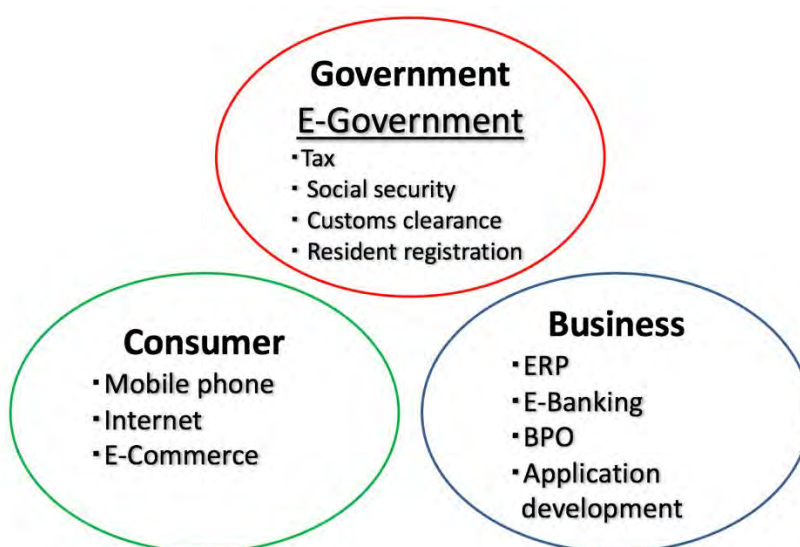 Government
E-Government
・Tax
・ Social security
・ Customs clearance
・ Resident registration
Consumer
・Mobile phone
・Internet
・E-Commerce
Business
・ERP
・E-Banking
・BPO
・Application
development